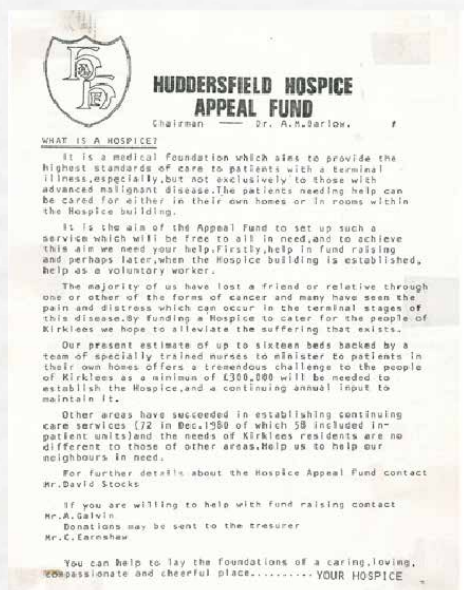 HUDDERSFIELD HOSPICE
APPEAL FUND
Chairman —— Dr. A.M.Barlow.
WHAT IS A HOSPICE?
It is a medical foundation which aims to provide the
highest standards of care to patients with a terminal
illness,especially,but not exclusively to those with
advanced malignant disease.The patients needing help can
be cared for either in their own homes or in rooms within
the Hospice building.
It is the aim of the Appeal Fund to set up such a
service which will be free to all in need,and to achieve
this aim we need your help.Firstly,help in fund raising
and perhaps later,when the Hospice building is established,
help as a voluntary worker.
The majority of us have lost a friend or relative through
one or other of the forms of cancer and many have seen the
pain and distress which can occur in the terminal stages of
this disease.By funding a Hospice to cater for the people of
Kirklees we hope to alleviate the suffering that exists.
Our present estimate of up to sixteen beds backed by a
team of specially trained nurses to minister to patients in
their own homes offers a tremendous challenge to the people
of Kirklees as a minimun of £300,000 will be needed to
establish the Hospice,and a continuing annual input to
maintain it.
Other areas have succeeded in establishing continuing
care services (72 in Dec.1980 of which 58 included in-
patient units)and the needs of Kirklees residents are no
different to those of other areas.Help us to help our
neighbours in need.
For further details about the Hospice Appeal Fund contact
Mr.David Stocks
If you are willing to help with fund raising contact
Mr.A.Galvin
Donations may be sent to the tresurer
Mr.C.Earnshaw
You can help to lay the foundations of a caring,loving,
compassionate and cheerful place.......... YOUR HOSPICE